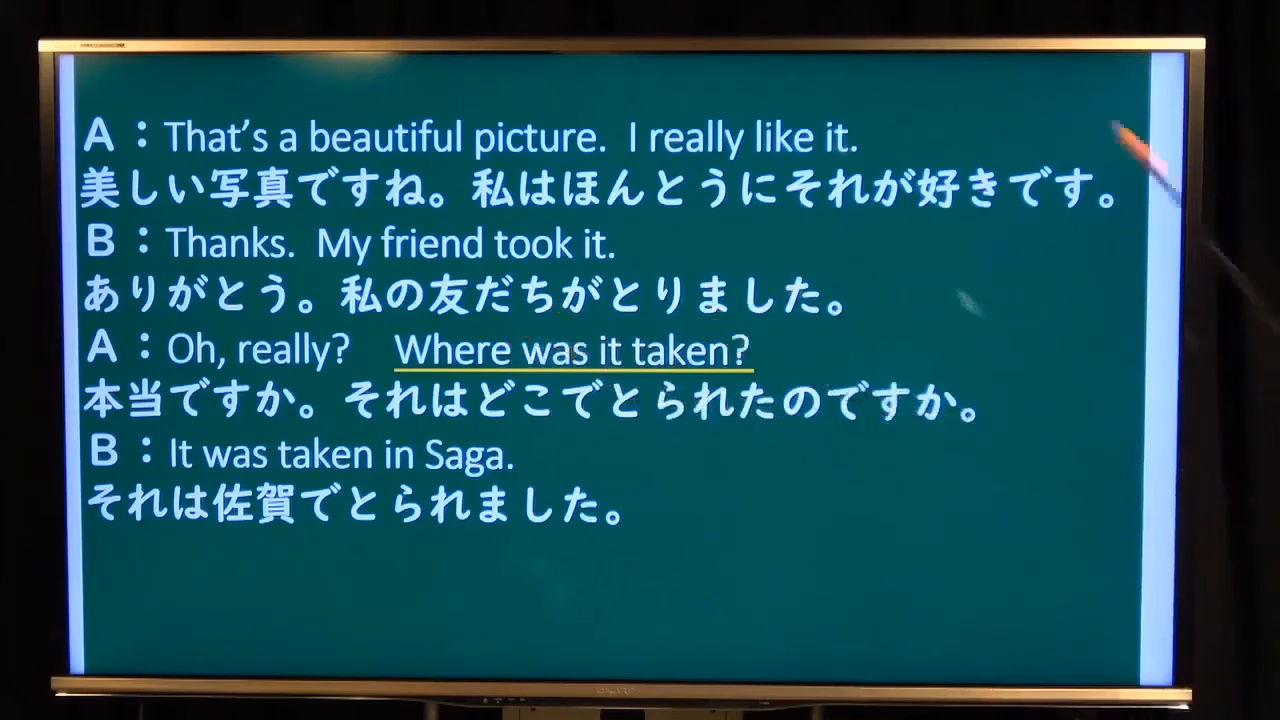 A：That's a beautiful picture. I really like it.
美しい写真ですね。私はほんとうにそれが好きです。
B：Thanks. My friend took it.
ありがとう。私の友だちがとりました。
A：Oh, really? Where was it taken?
本当ですか。それはどこでとられたのですか。
B：It was taken in Saga.
それは佐賀でとられました。